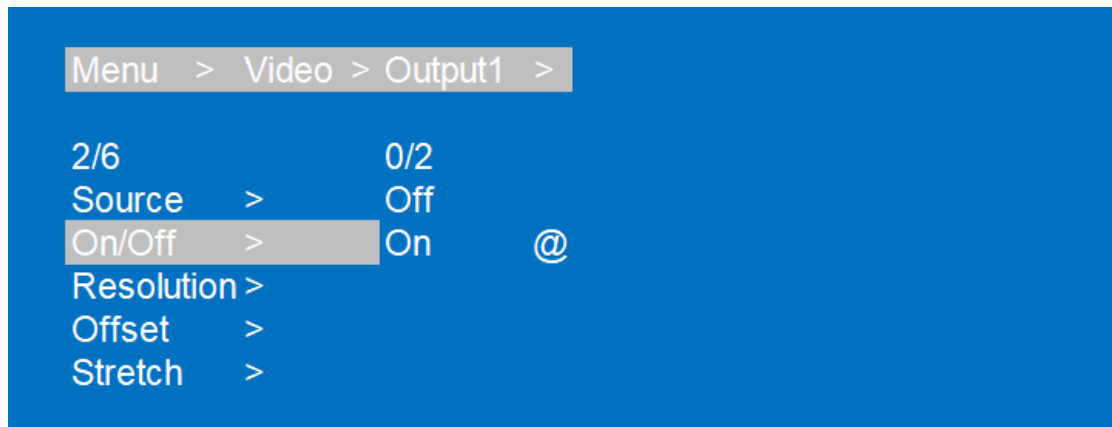 Menu > Video > Output1 >
2/6 0/2
Source > Off
On/Off > On @
Resolution >
Offset >
Stretch >